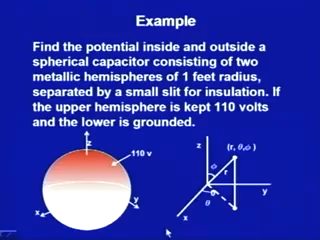 Example
Find the potential inside and outside a
spherical capacitor consisting of two
metallic hemispheres of 1 feet radius,
separated by a small slit for insulation. If
the upper hemisphere is kept 110 volts
and the lower is grounded.
z
110 v
y
x
z
(r, θ,ϕ )
ϕ
r
y
θ
x